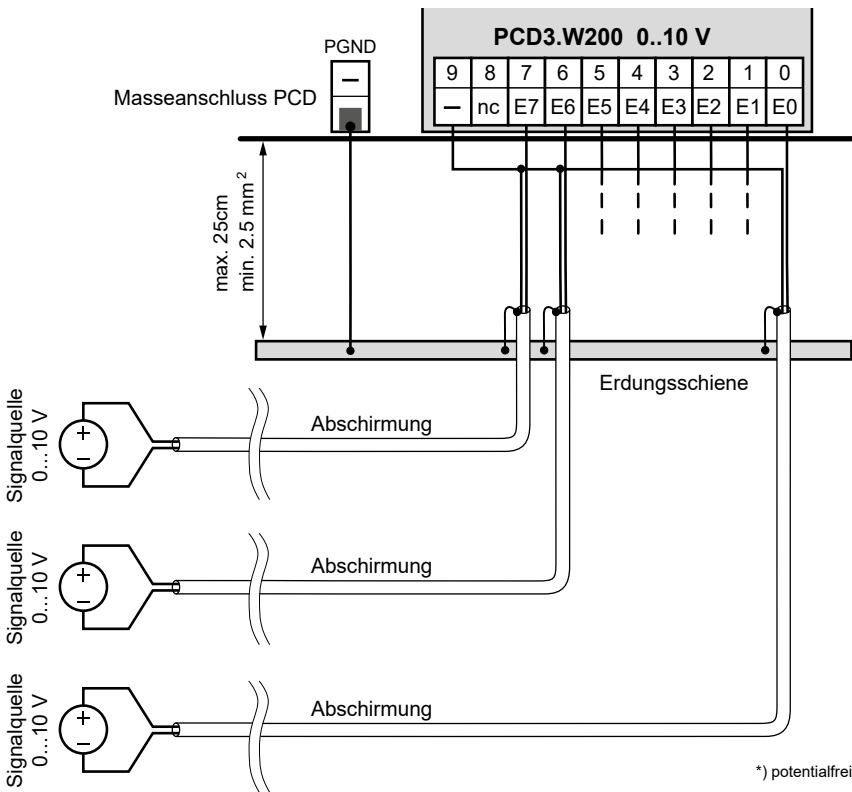 PCD3.W200 0..10 V
PGND
–
Masseanschluss PCD
9 8 7 6 5 4 3 2 1 0
– nc E7 E6 E5 E4 E3 E2 E1 E0
max. 25cm
min. 2.5 mm²
Erdungsschiene
Signalquelle
0...10 V
+
–
Abschirmung
Signalquelle
0...10 V
+
–
Abschirmung
Signalquelle
0...10 V
+
–
Abschirmung
*) potentialfrei